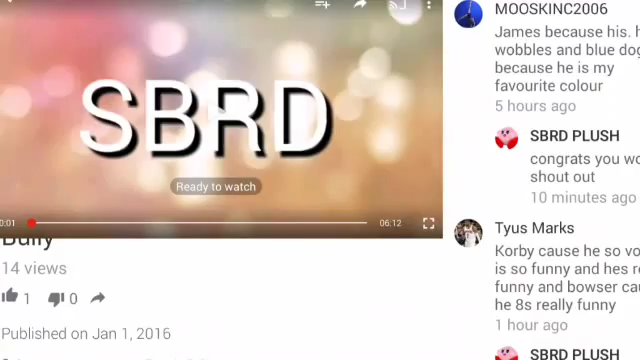 SBRD
Ready to watch
0:01
06:12
Bully
14 views
1
0
Published on Jan 1, 2016
MOOSKINC2006
James because his. h
wobbles and blue dog
because he is my
favourite colour
5 hours ago
SBRD PLUSH
congrats you wo
shout out
10 minutes ago
Tyus Marks
Korby cause he so vo
is so funny and hes re
funny and bowser cau
he 8s really funny
1 hour ago
SBRD PLUSH